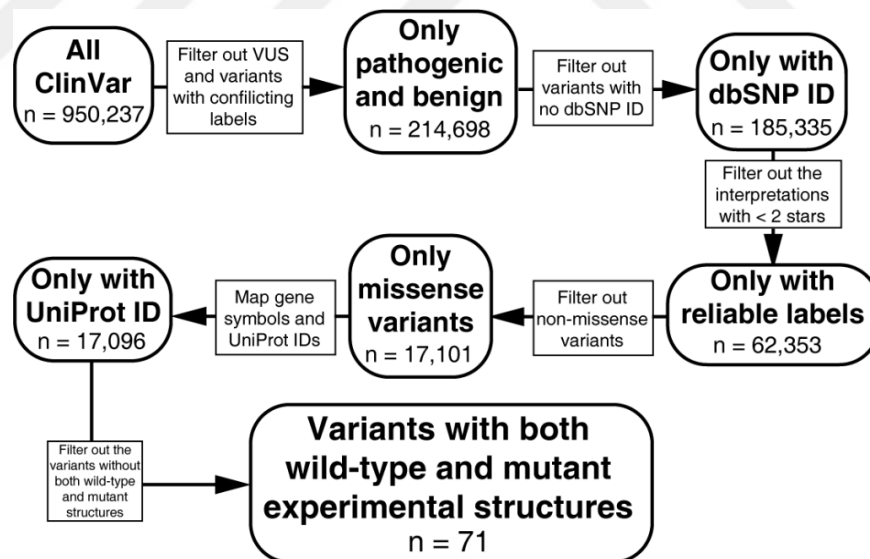 All
ClinVar
n = 950,237
Filter out VUS
and variants
with confilicting
labels
Only
pathogenic
and benign
n = 214,698
Filter out
variants with
no dbSNP ID
Only with
dbSNP ID
n = 185,335
Filter out the
interpretations
with < 2 stars
Only with
reliable labels
n = 62,353
Filter out
non-missense
variants
Only
missense
variants
n = 17,101
Map gene
symbols and
UniProt IDs
Only with
UniProt ID
n = 17,096
Filter out the
variants without
both wild-type
and mutant
structures
Variants with both
wild-type and mutant
experimental structures
n = 71